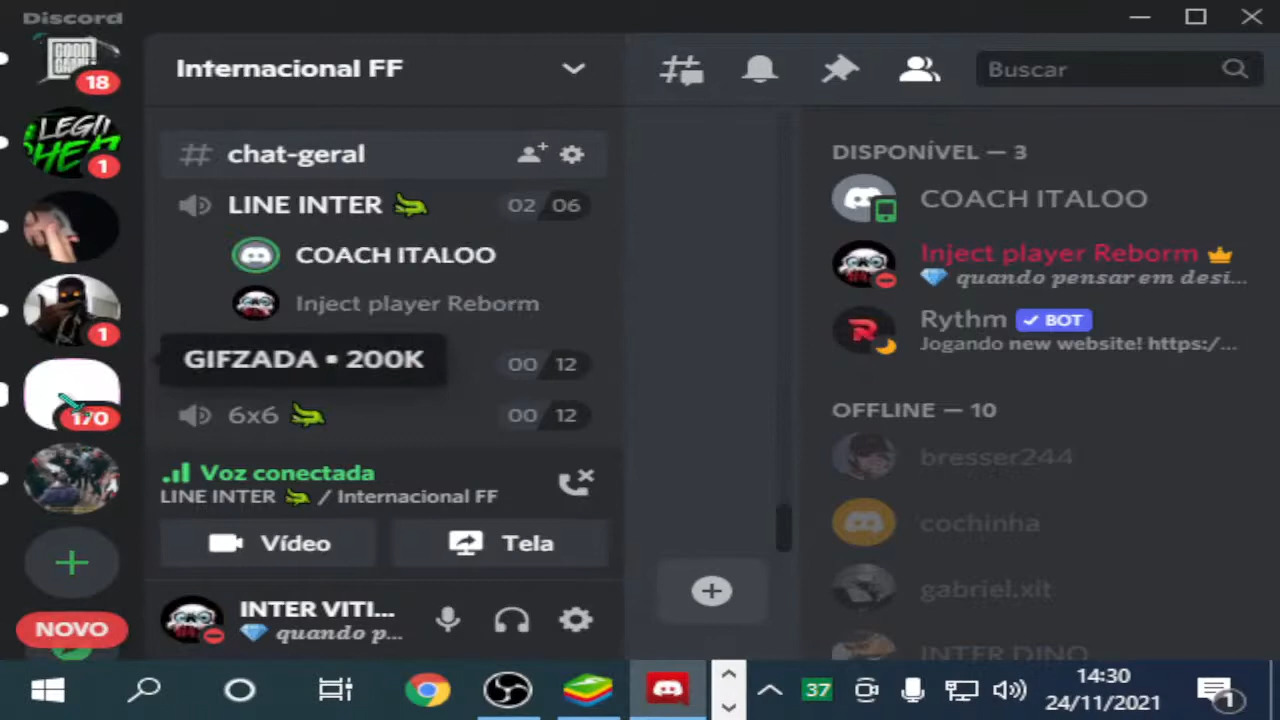 Discord
18
LEGIT
1
1
170
NOVO
Internacional FF
chat-geral
LINE INTER
02 06
COACH ITALOO
Inject player Reborm
GIFZADA • 200K
00 12
6x6
00 12
Voz conectada
LINE INTER / Internacional FF
Vídeo
Tela
INTER VITI...
quando p...
Buscar
DISPONÍVEL — 3
COACH ITALOO
Inject player Reborm
quando pensar em desi...
Rythm BOT
Jogando new website! https:/...
OFFLINE — 10
bresser244
cochinha
gabriel.xit
INTER DINO
37
14:30
24/11/2021
1